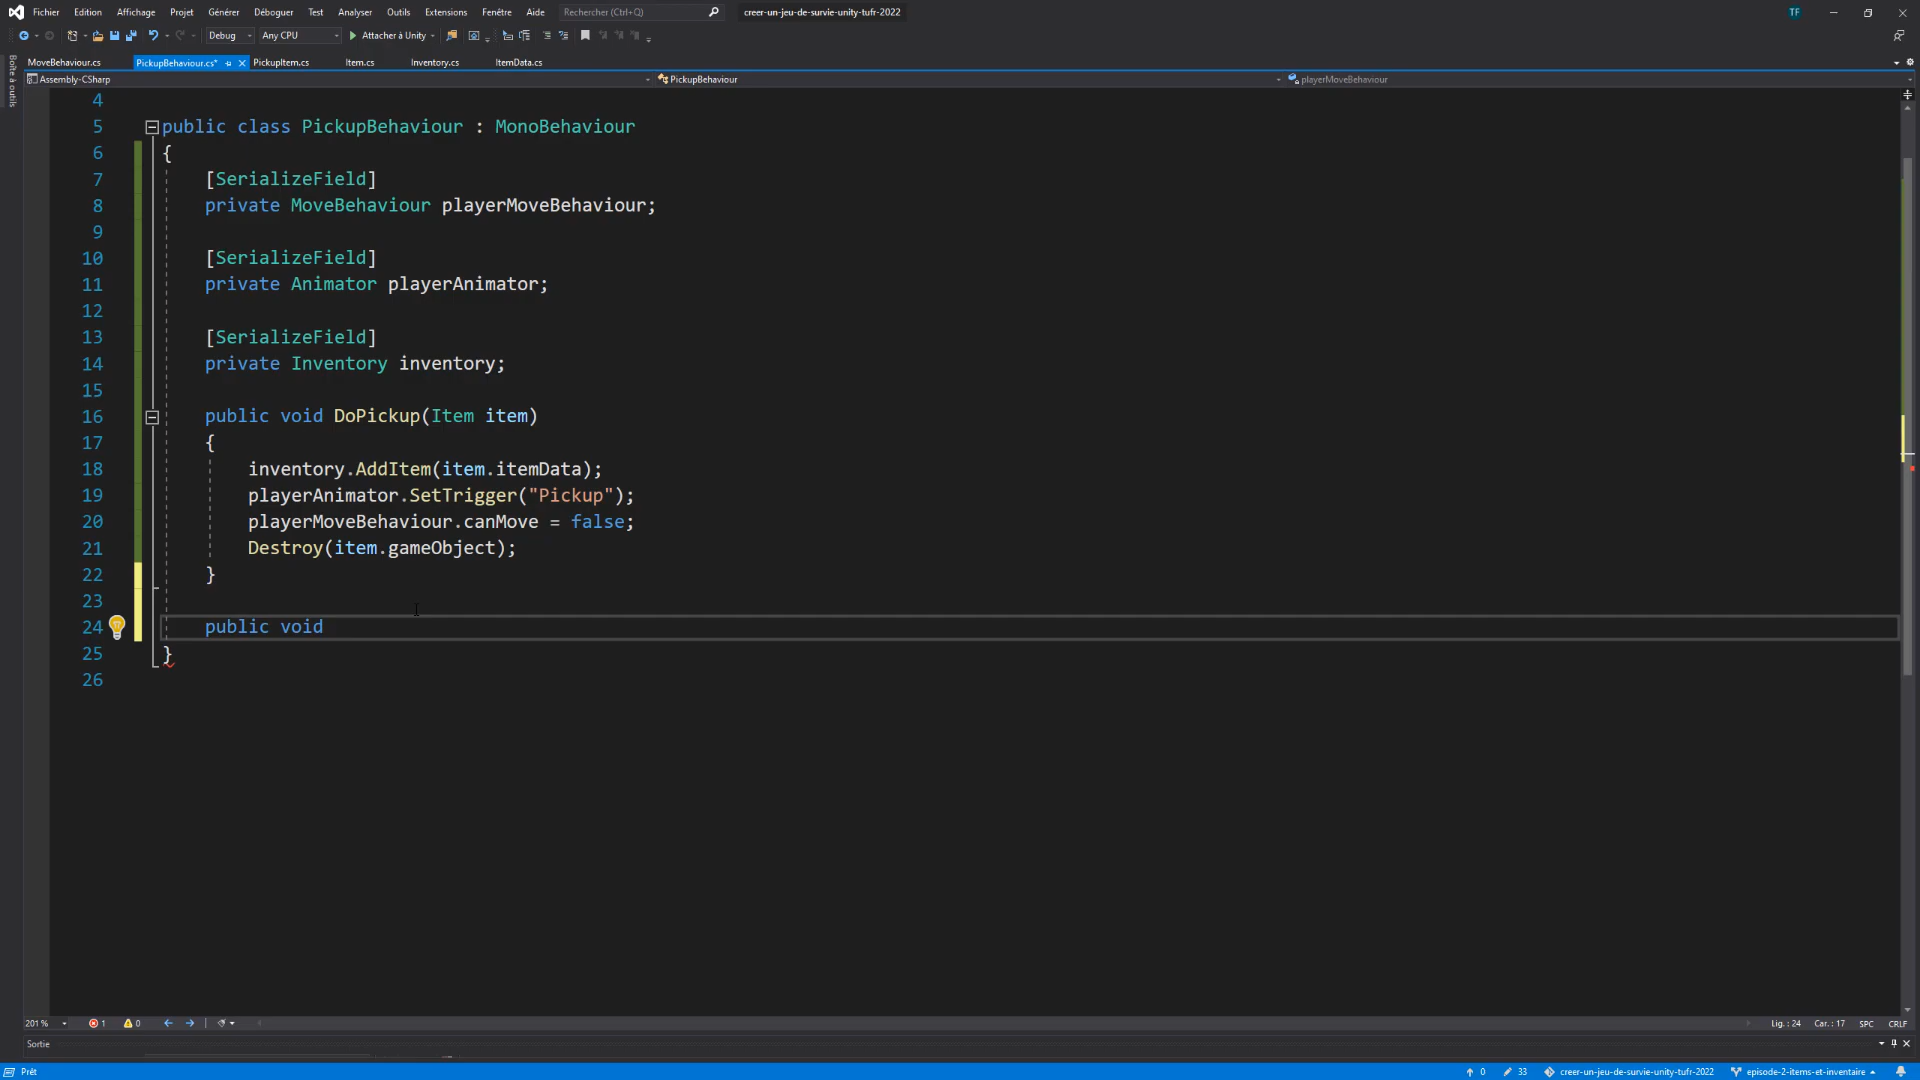 Fichier Edition Affichage Projet Générer Déboguer Test Analyser Outils Extensions Fenêtre Aide Rechercher (Ctrl+Q) creer-un-jeu-de-survie-unity-tufr-2022 TF
Debug Any CPU Attacher à Unity
Boîte à outils
MoveBehaviour.cs PickupBehaviour.cs* PickupItem.cs Item.cs Inventory.cs ItemData.cs
Assembly-CSharp PickupBehaviour playerMoveBehaviour
4
5 public class PickupBehaviour : MonoBehaviour
6 {
7 [SerializeField]
8 private MoveBehaviour playerMoveBehaviour;
9
10 [SerializeField]
11 private Animator playerAnimator;
12
13 [SerializeField]
14 private Inventory inventory;
15
16 public void DoPickup(Item item)
17 {
18 inventory.AddItem(item.itemData);
19 playerAnimator.SetTrigger("Pickup");
20 playerMoveBehaviour.canMove = false;
21 Destroy(item.gameObject);
22 }
23
24 public void
25 }
26
201 % 1 0 Lig. : 24 Car. : 17 SPC CRLF
Sortie
Prêt 0 33 creer-un-jeu-de-survie-unity-tufr-2022 episode-2-items-et-inventaire